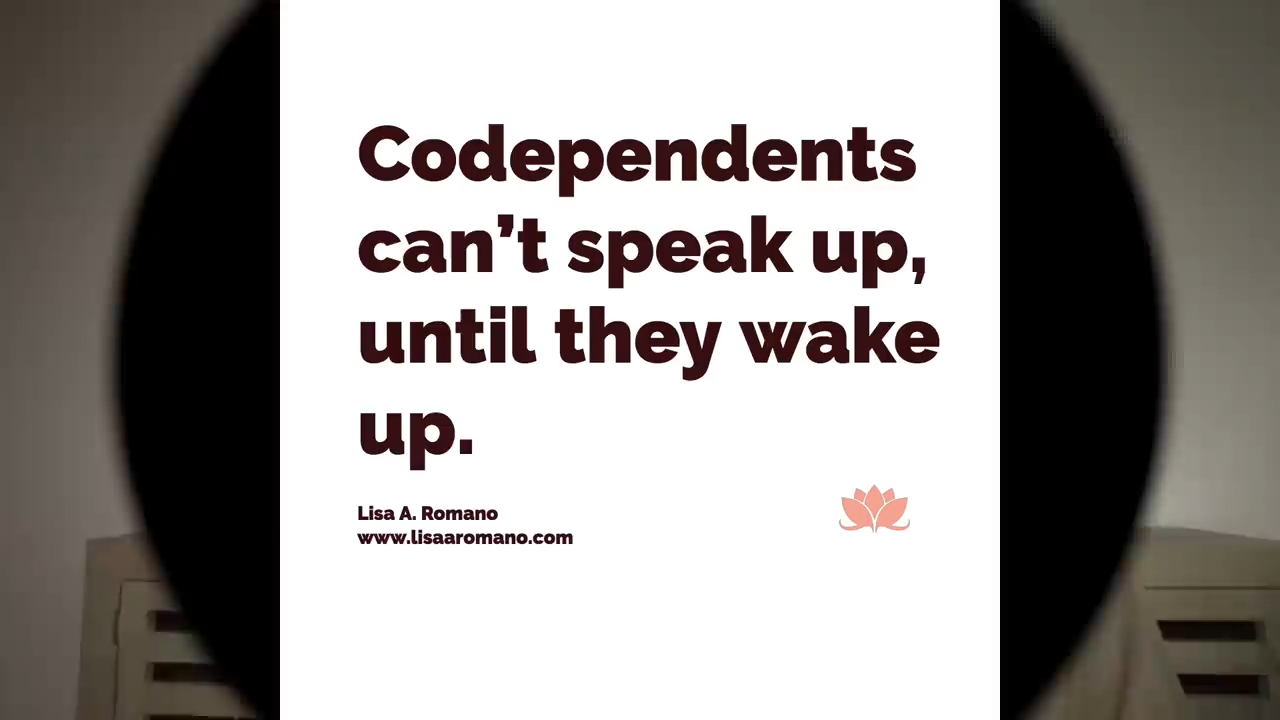 Codependents
can’t speak up,
until they wake
up.
Lisa A. Romano
www.lisaaromano.com